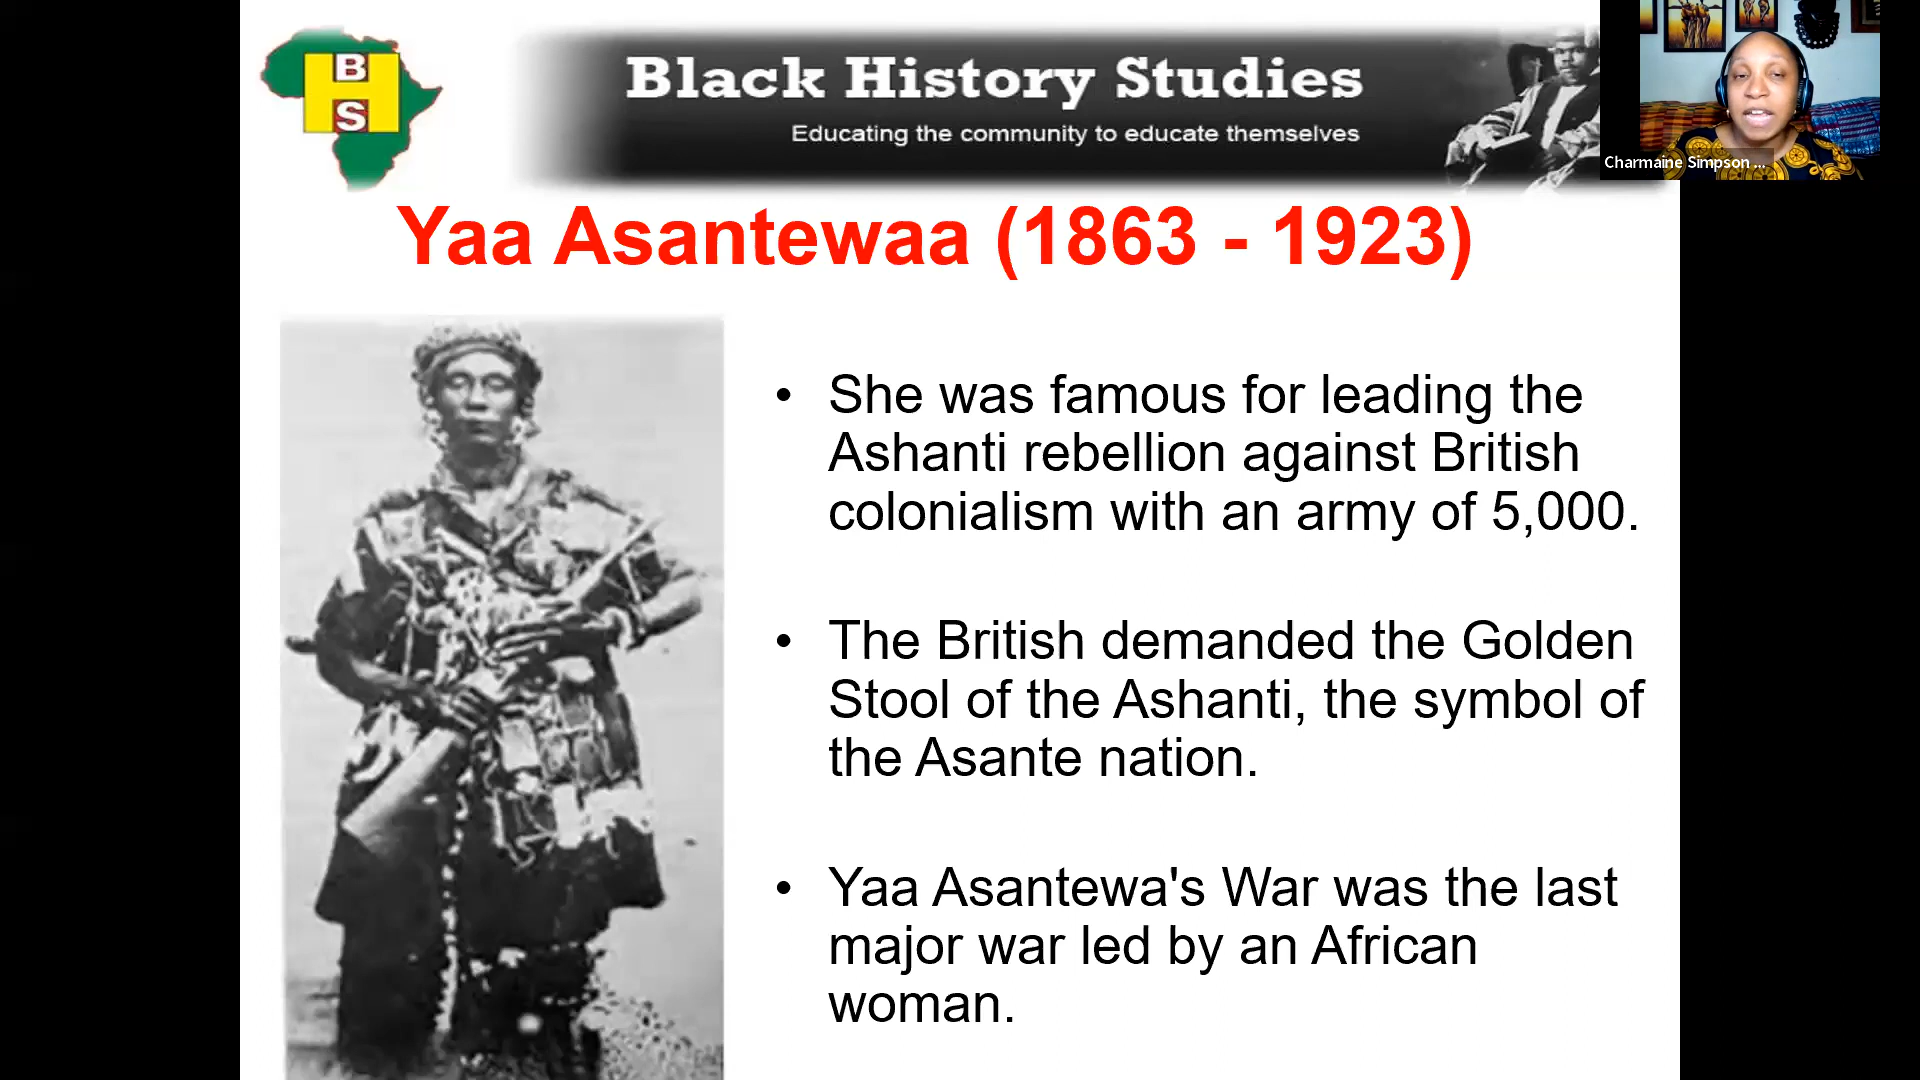 B
H
S
Black History Studies
Educating the community to educate themselves
Charmaine Simpson ...
Yaa Asantewaa (1863 - 1923)
• She was famous for leading the
Ashanti rebellion against British
colonialism with an army of 5,000.
• The British demanded the Golden
Stool of the Ashanti, the symbol of
the Asante nation.
• Yaa Asantewa's War was the last
major war led by an African
woman.